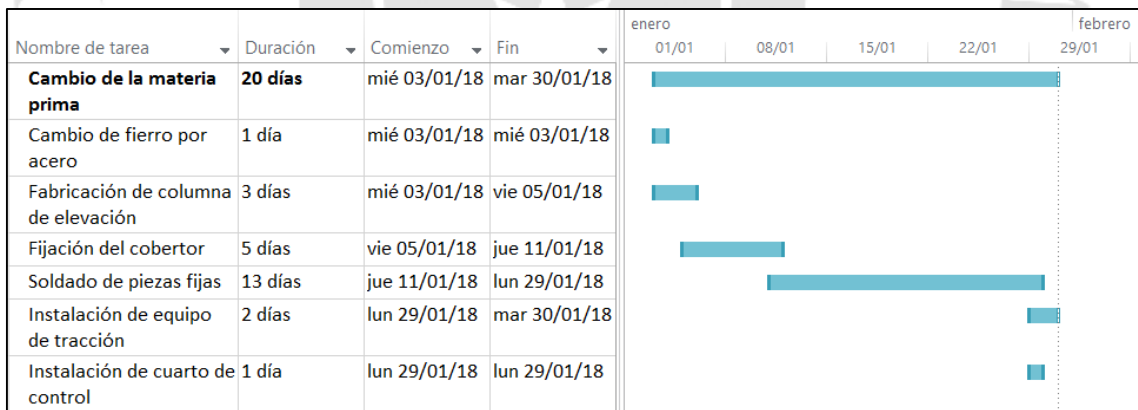 enero febrero
Nombre de tarea Duración Comienzo Fin 01/01 08/01 15/01 22/01 29/01
Cambio de la materia 20 días mié 03/01/18 mar 30/01/18
prima
Cambio de fierro por 1 día mié 03/01/18 mié 03/01/18
acero
Fabricación de columna 3 días mié 03/01/18 vie 05/01/18
de elevación
Fijación del cobertor 5 días vie 05/01/18 jue 11/01/18
Soldado de piezas fijas 13 días jue 11/01/18 lun 29/01/18
Instalación de equipo 2 días lun 29/01/18 mar 30/01/18
de tracción
Instalación de cuarto de 1 día lun 29/01/18 lun 29/01/18
control